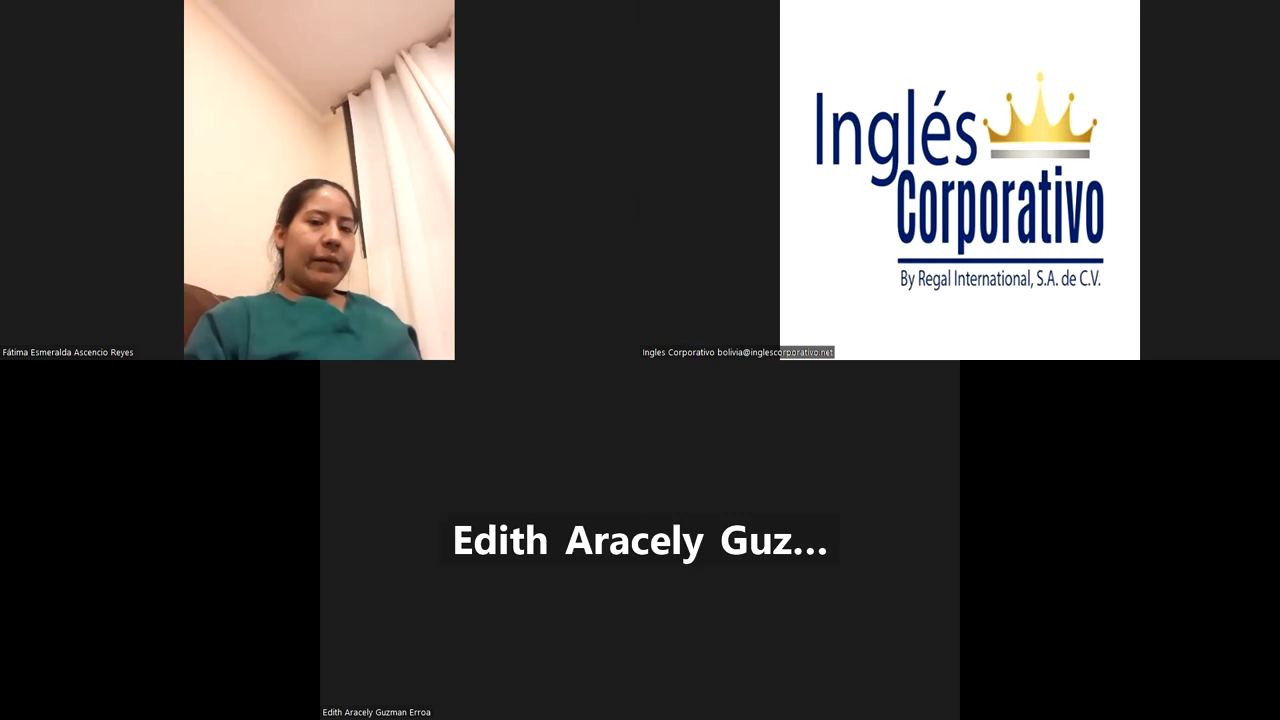 Inglés
Corporativo
By Regal International, S.A. de C.V.
Fátima Esmeralda Ascencio Reyes
Ingles Corporativo bolivia@inglescorporativo.net
Edith Aracely Guz...
Edith Aracely Guzman Erroa